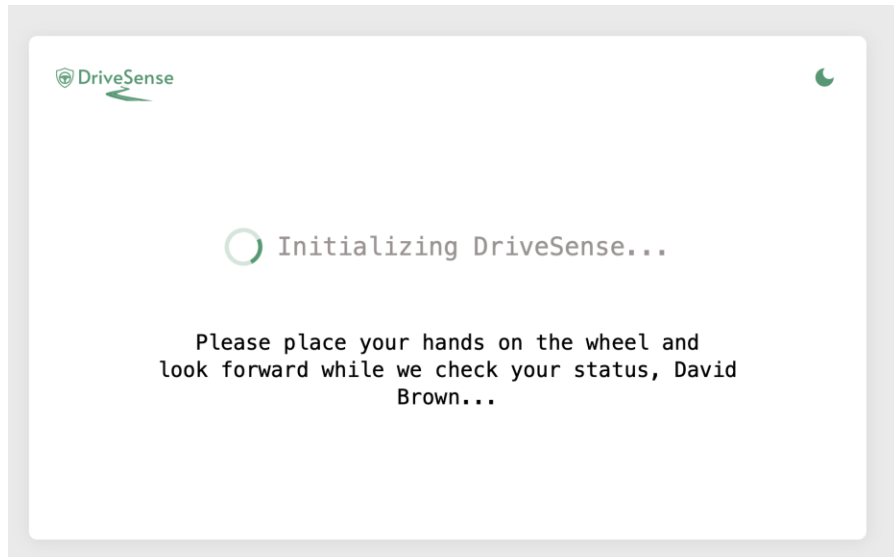 DriveSense
Initializing DriveSense...
Please place your hands on the wheel and
look forward while we check your status, David
Brown...